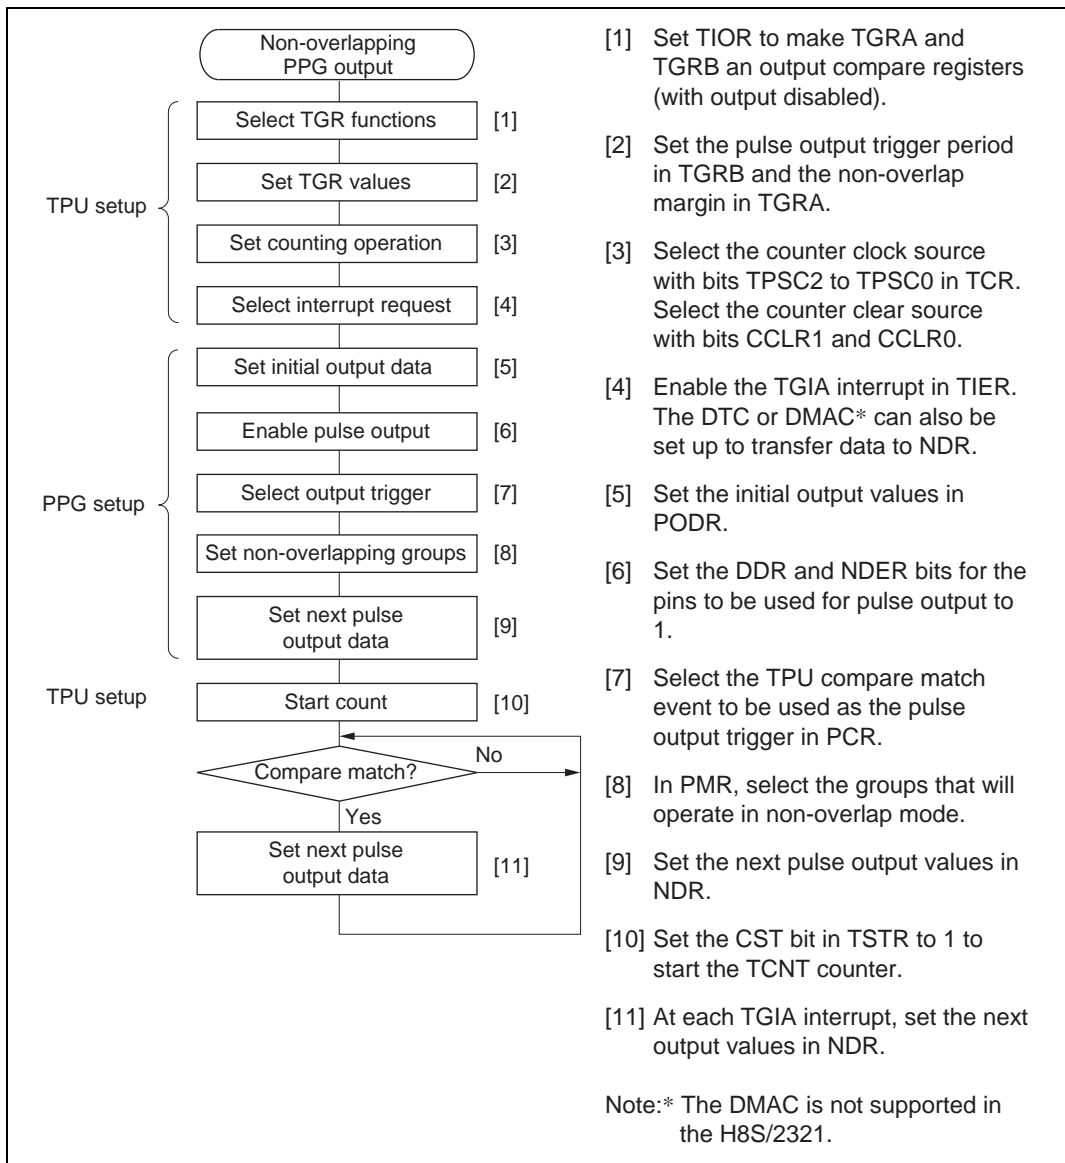 Non-overlapping
PPG output
Select TGR functions [1]
Set TGR values [2]
TPU setup
Set counting operation [3]
Select interrupt request [4]
Set initial output data [5]
Enable pulse output [6]
Select output trigger [7]
PPG setup
Set non-overlapping groups [8]
Set next pulse
output data [9]
TPU setup
Start count [10]
Compare match?
No
Yes
Set next pulse
output data [11]
[1] Set TIOR to make TGRA and
TGRB an output compare registers
(with output disabled).
[2] Set the pulse output trigger period
in TGRB and the non-overlap
margin in TGRA.
[3] Select the counter clock source
with bits TPSC2 to TPSC0 in TCR.
Select the counter clear source
with bits CCLR1 and CCLR0.
[4] Enable the TGIA interrupt in TIER.
The DTC or DMAC* can also be
set up to transfer data to NDR.
[5] Set the initial output values in
PODR.
[6] Set the DDR and NDER bits for the
pins to be used for pulse output to
1.
[7] Select the TPU compare match
event to be used as the pulse
output trigger in PCR.
[8] In PMR, select the groups that will
operate in non-overlap mode.
[9] Set the next pulse output values in
NDR.
[10] Set the CST bit in TSTR to 1 to
start the TCNT counter.
[11] At each TGIA interrupt, set the next
output values in NDR.
Note:* The DMAC is not supported in
the H8S/2321.